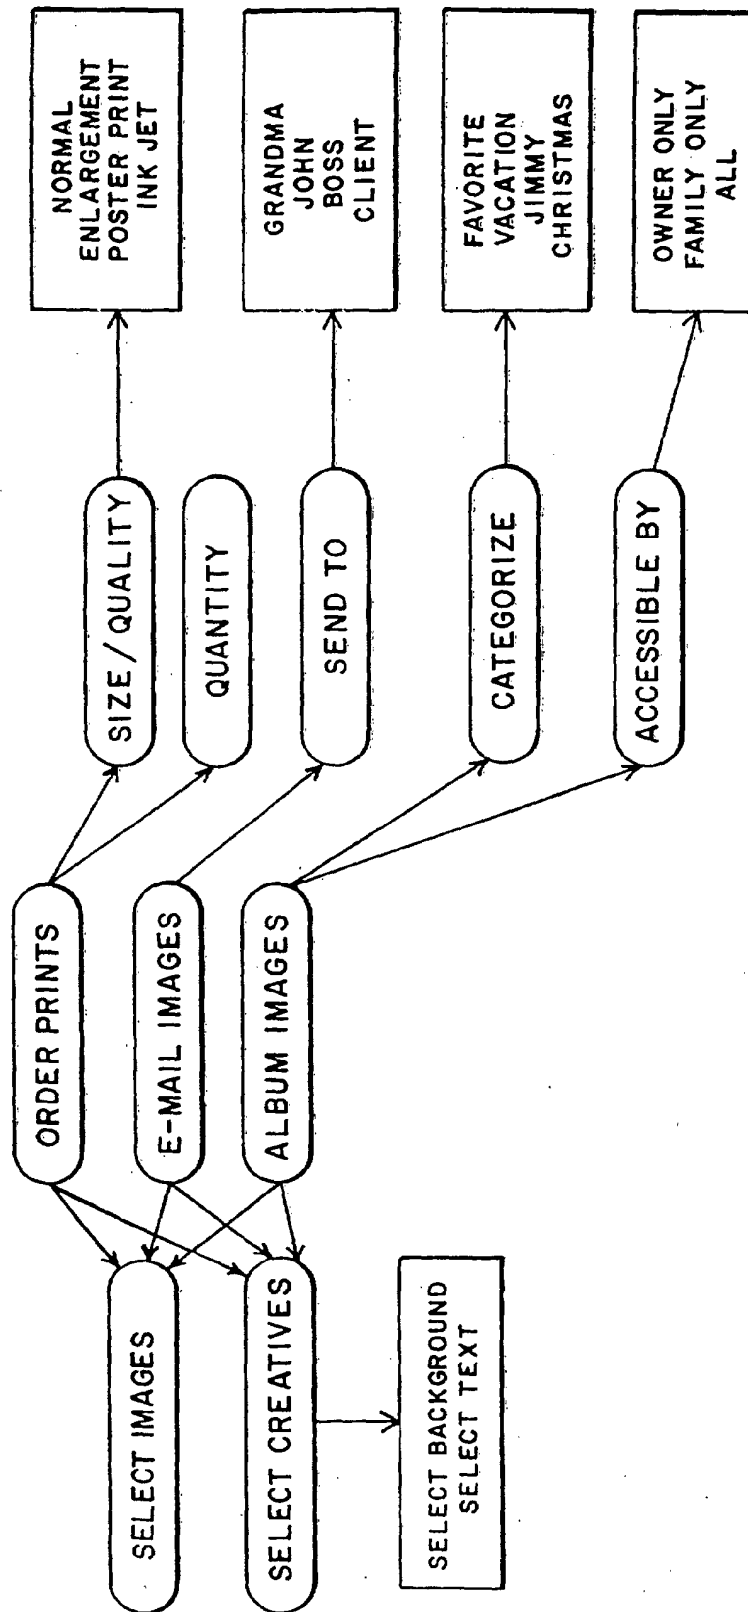 ORDER PRINTS
E-MAIL IMAGES
ALBUM IMAGES
SELECT IMAGES
SELECT CREATIVES
SELECT BACKGROUND
SELECT TEXT
SIZE / QUALITY
QUANTITY
SEND TO
CATEGORIZE
ACCESSIBLE BY
NORMAL
ENLARGEMENT
POSTER PRINT
INK JET
GRANDMA
JOHN
BOSS
CLIENT
FAVORITE
VACATION
JIMMY
CHRISTMAS
OWNER ONLY
FAMILY ONLY
ALL